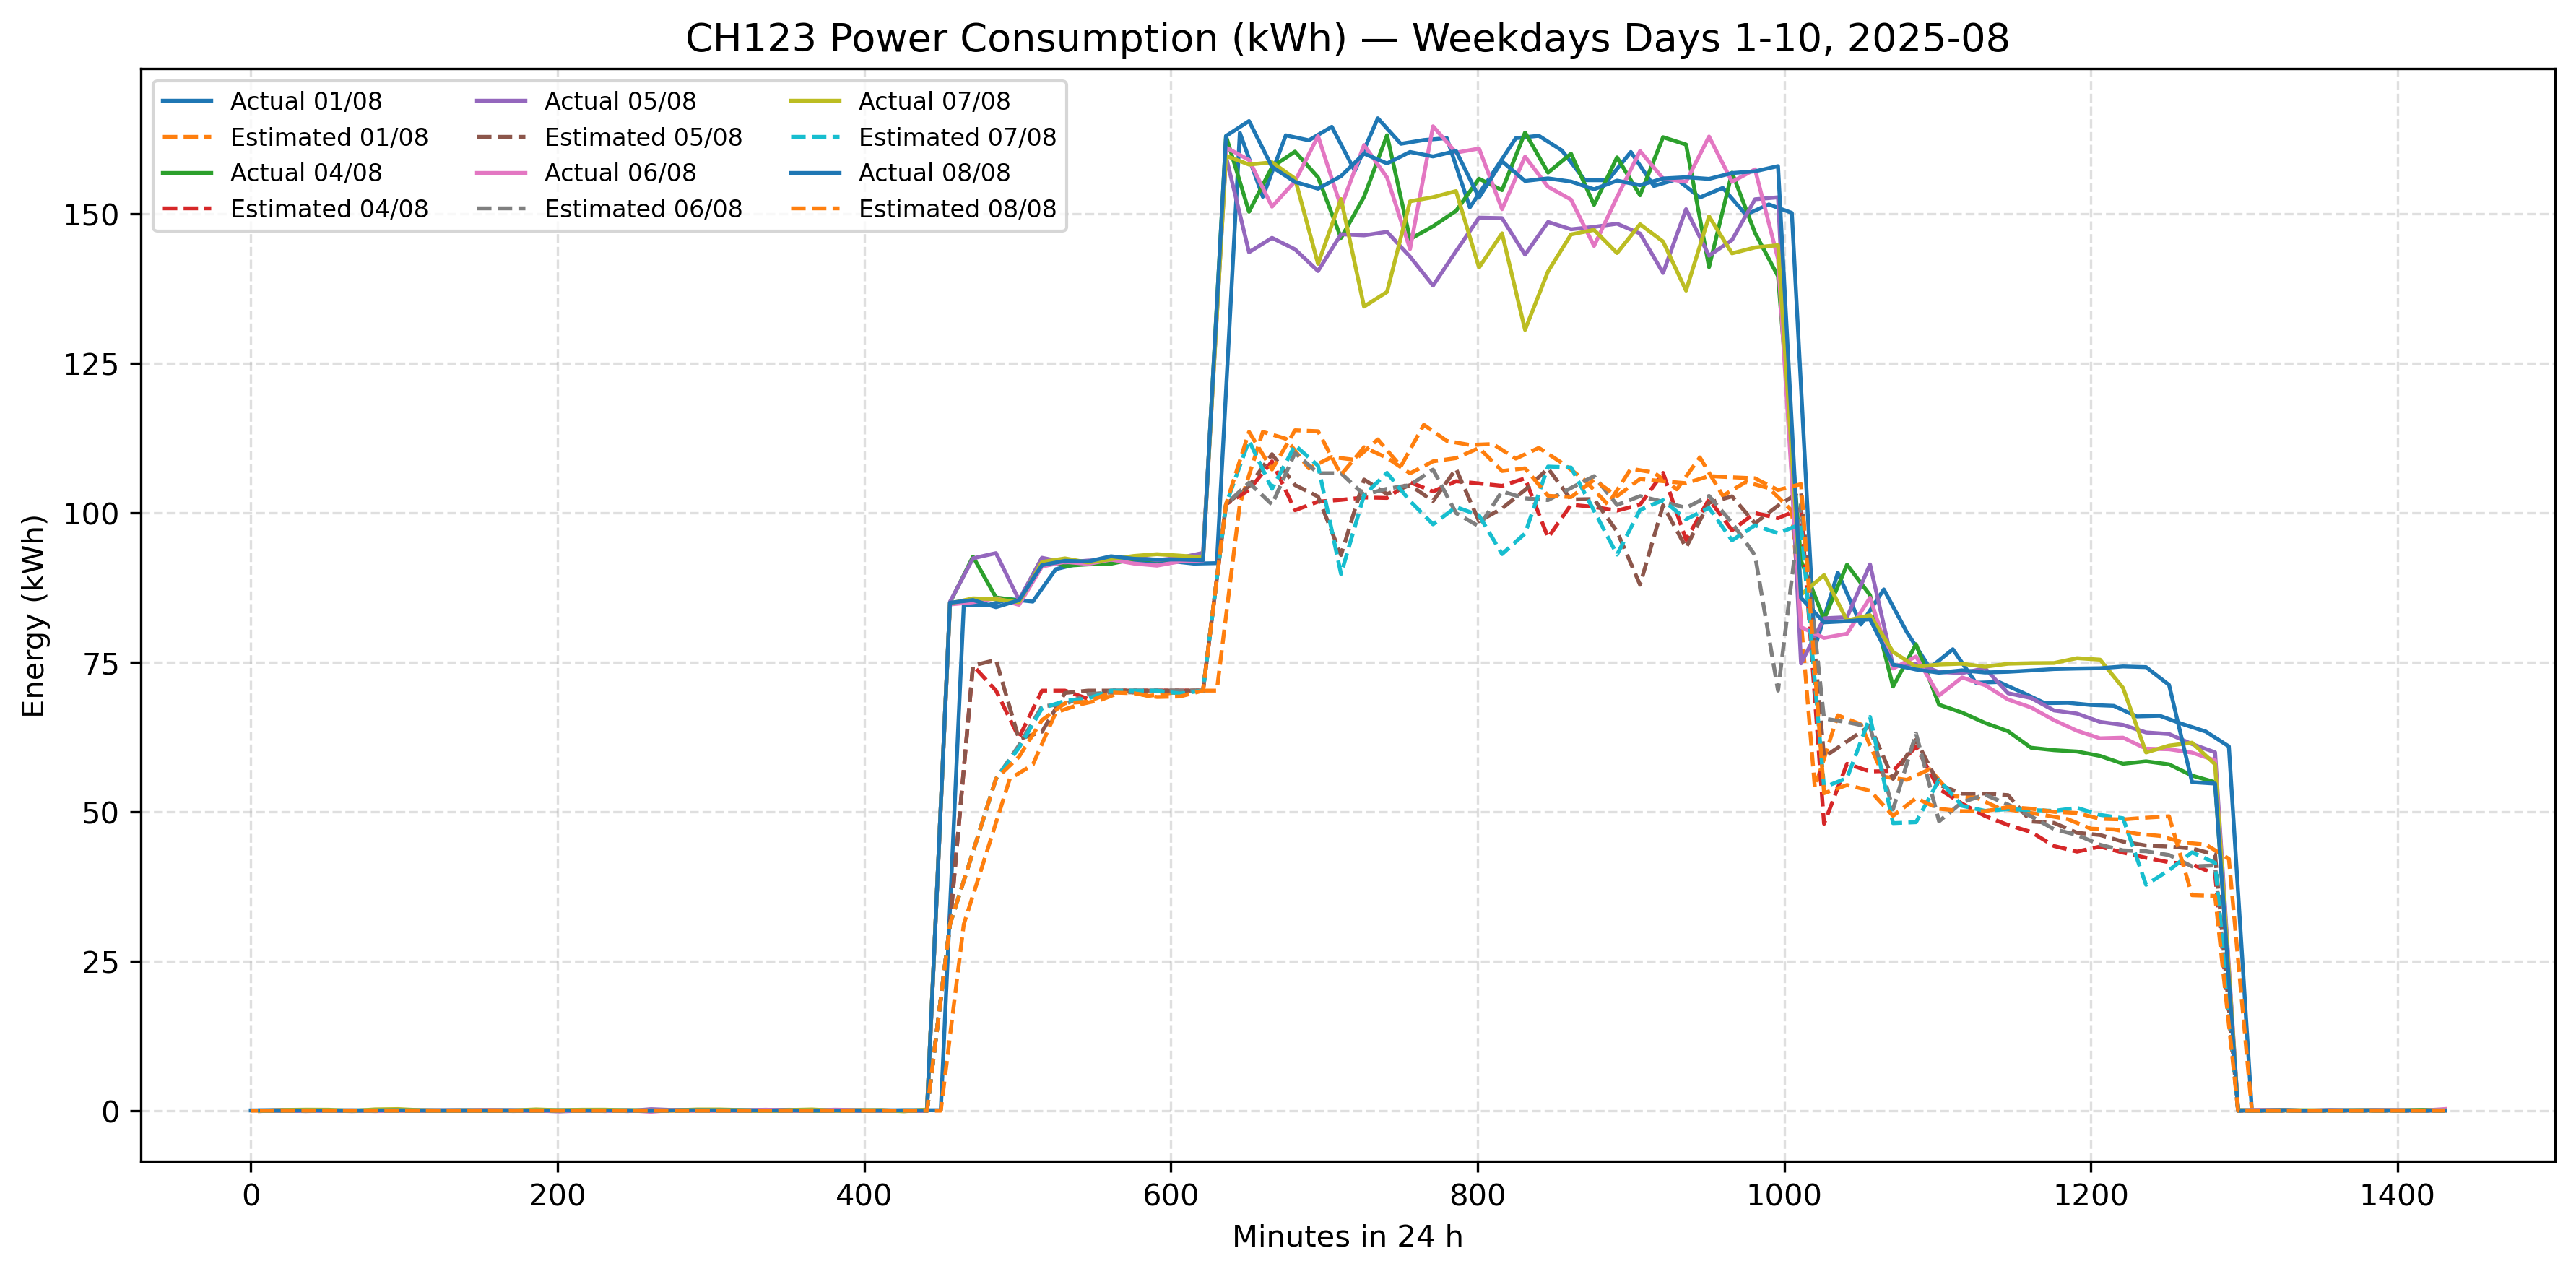 CH123 Power Consumption (kWh) — Weekdays Days 1-10, 2025-08
Actual 01/08
Estimated 01/08
Actual 04/08
Estimated 04/08
Actual 05/08
Estimated 05/08
Actual 06/08
Estimated 06/08
Actual 07/08
Estimated 07/08
Actual 08/08
Estimated 08/08
Energy (kWh)
150
125
100
75
50
25
0
0 200 400 600 800 1000 1200 1400
Minutes in 24 h